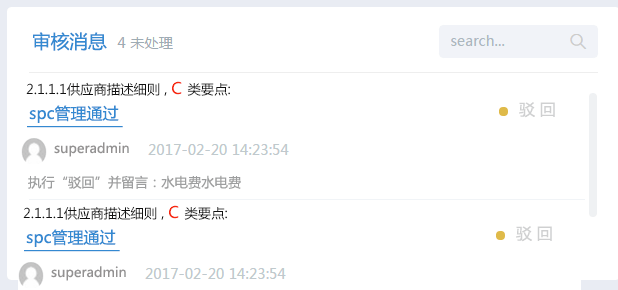 审核消息 4 未处理 search...
2.1.1.1供应商描述细则 , C 类要点:
spc管理通过 驳 回
superadmin 2017-02-20 14:23:54
执行“驳回”并留言：水电费水电费
2.1.1.1供应商描述细则 , C 类要点:
spc管理通过 驳 回
superadmin 2017-02-20 14:23:54